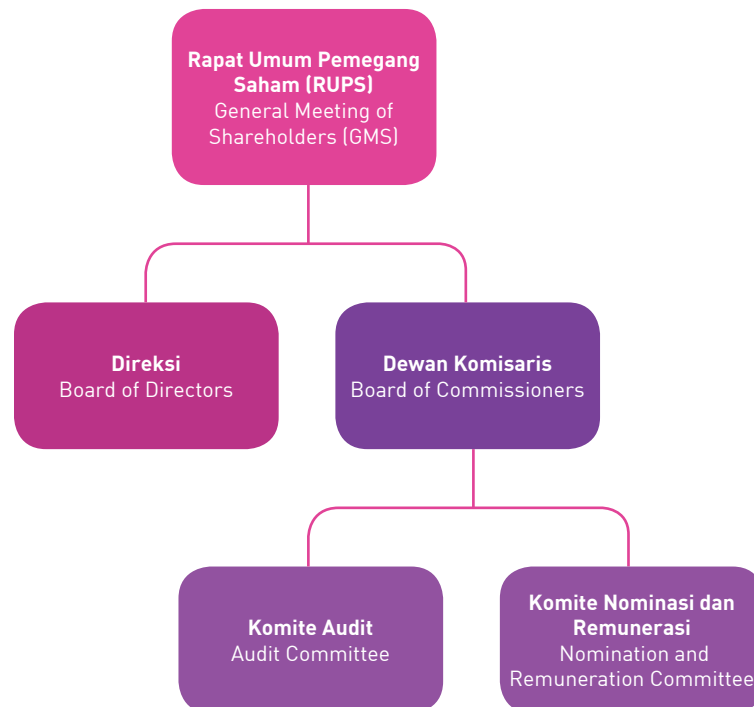 Rapat Umum Pemegang
Saham (RUPS)
General Meeting of
Shareholders (GMS)
Direksi
Board of Directors
Dewan Komisaris
Board of Commissioners
Komite Audit
Audit Committee
Komite Nominasi dan
Remunerasi
Nomination and
Remuneration Committee